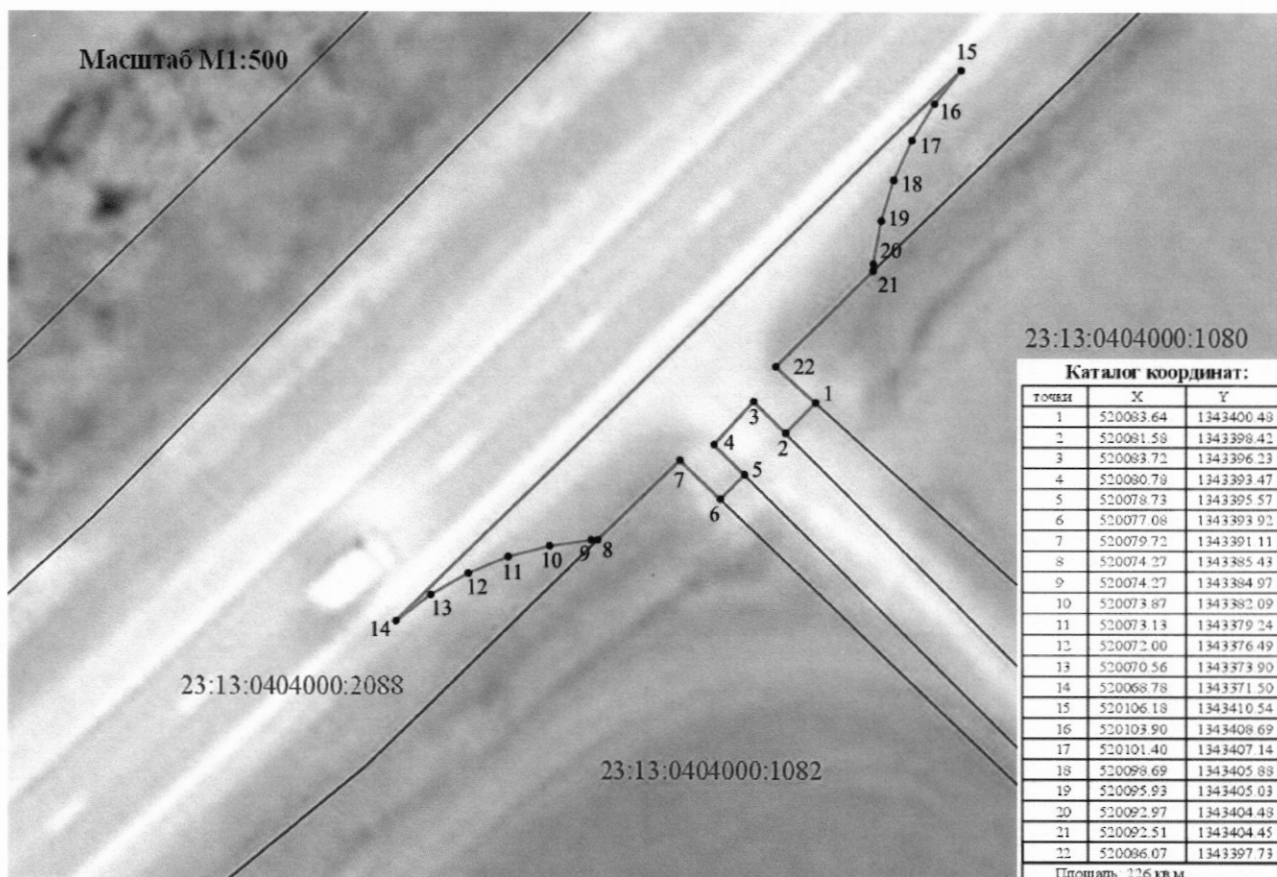 Масштаб М1:500
15
16
17
18
19
20
21
23:13:0404000:1080
22
1
3
2
4
5
7
6
9 8
10
11
12
13
14
23:13:0404000:2088
23:13:0404000:1082
Каталог координат:
точки X Y
1 520083.64 1343400.48
2 520081.58 1343398.42
3 520083.72 1343396.23
4 520080.78 1343393.47
5 520078.73 1343395.57
6 520077.08 1343393.92
7 520079.72 1343391.11
8 520074.27 1343385.43
9 520074.27 1343384.97
10 520073.87 1343382.09
11 520073.13 1343379.24
12 520072.00 1343376.49
13 520070.56 1343373.90
14 520068.78 1343371.50
15 520106.18 1343410.54
16 520103.90 1343408.69
17 520101.40 1343407.14
18 520098.69 1343405.88
19 520095.93 1343405.03
20 520092.97 1343404.48
21 520092.51 1343404.45
22 520086.07 1343397.73
Площадь: 226 кв.м